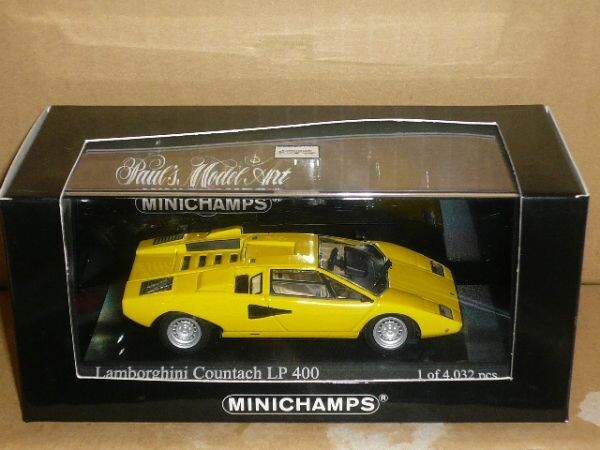 Paul's Model Art
MINICHAMPS®
Lamborghini Countach LP 400
1 of 4.032 pcs.
MINICHAMPS®